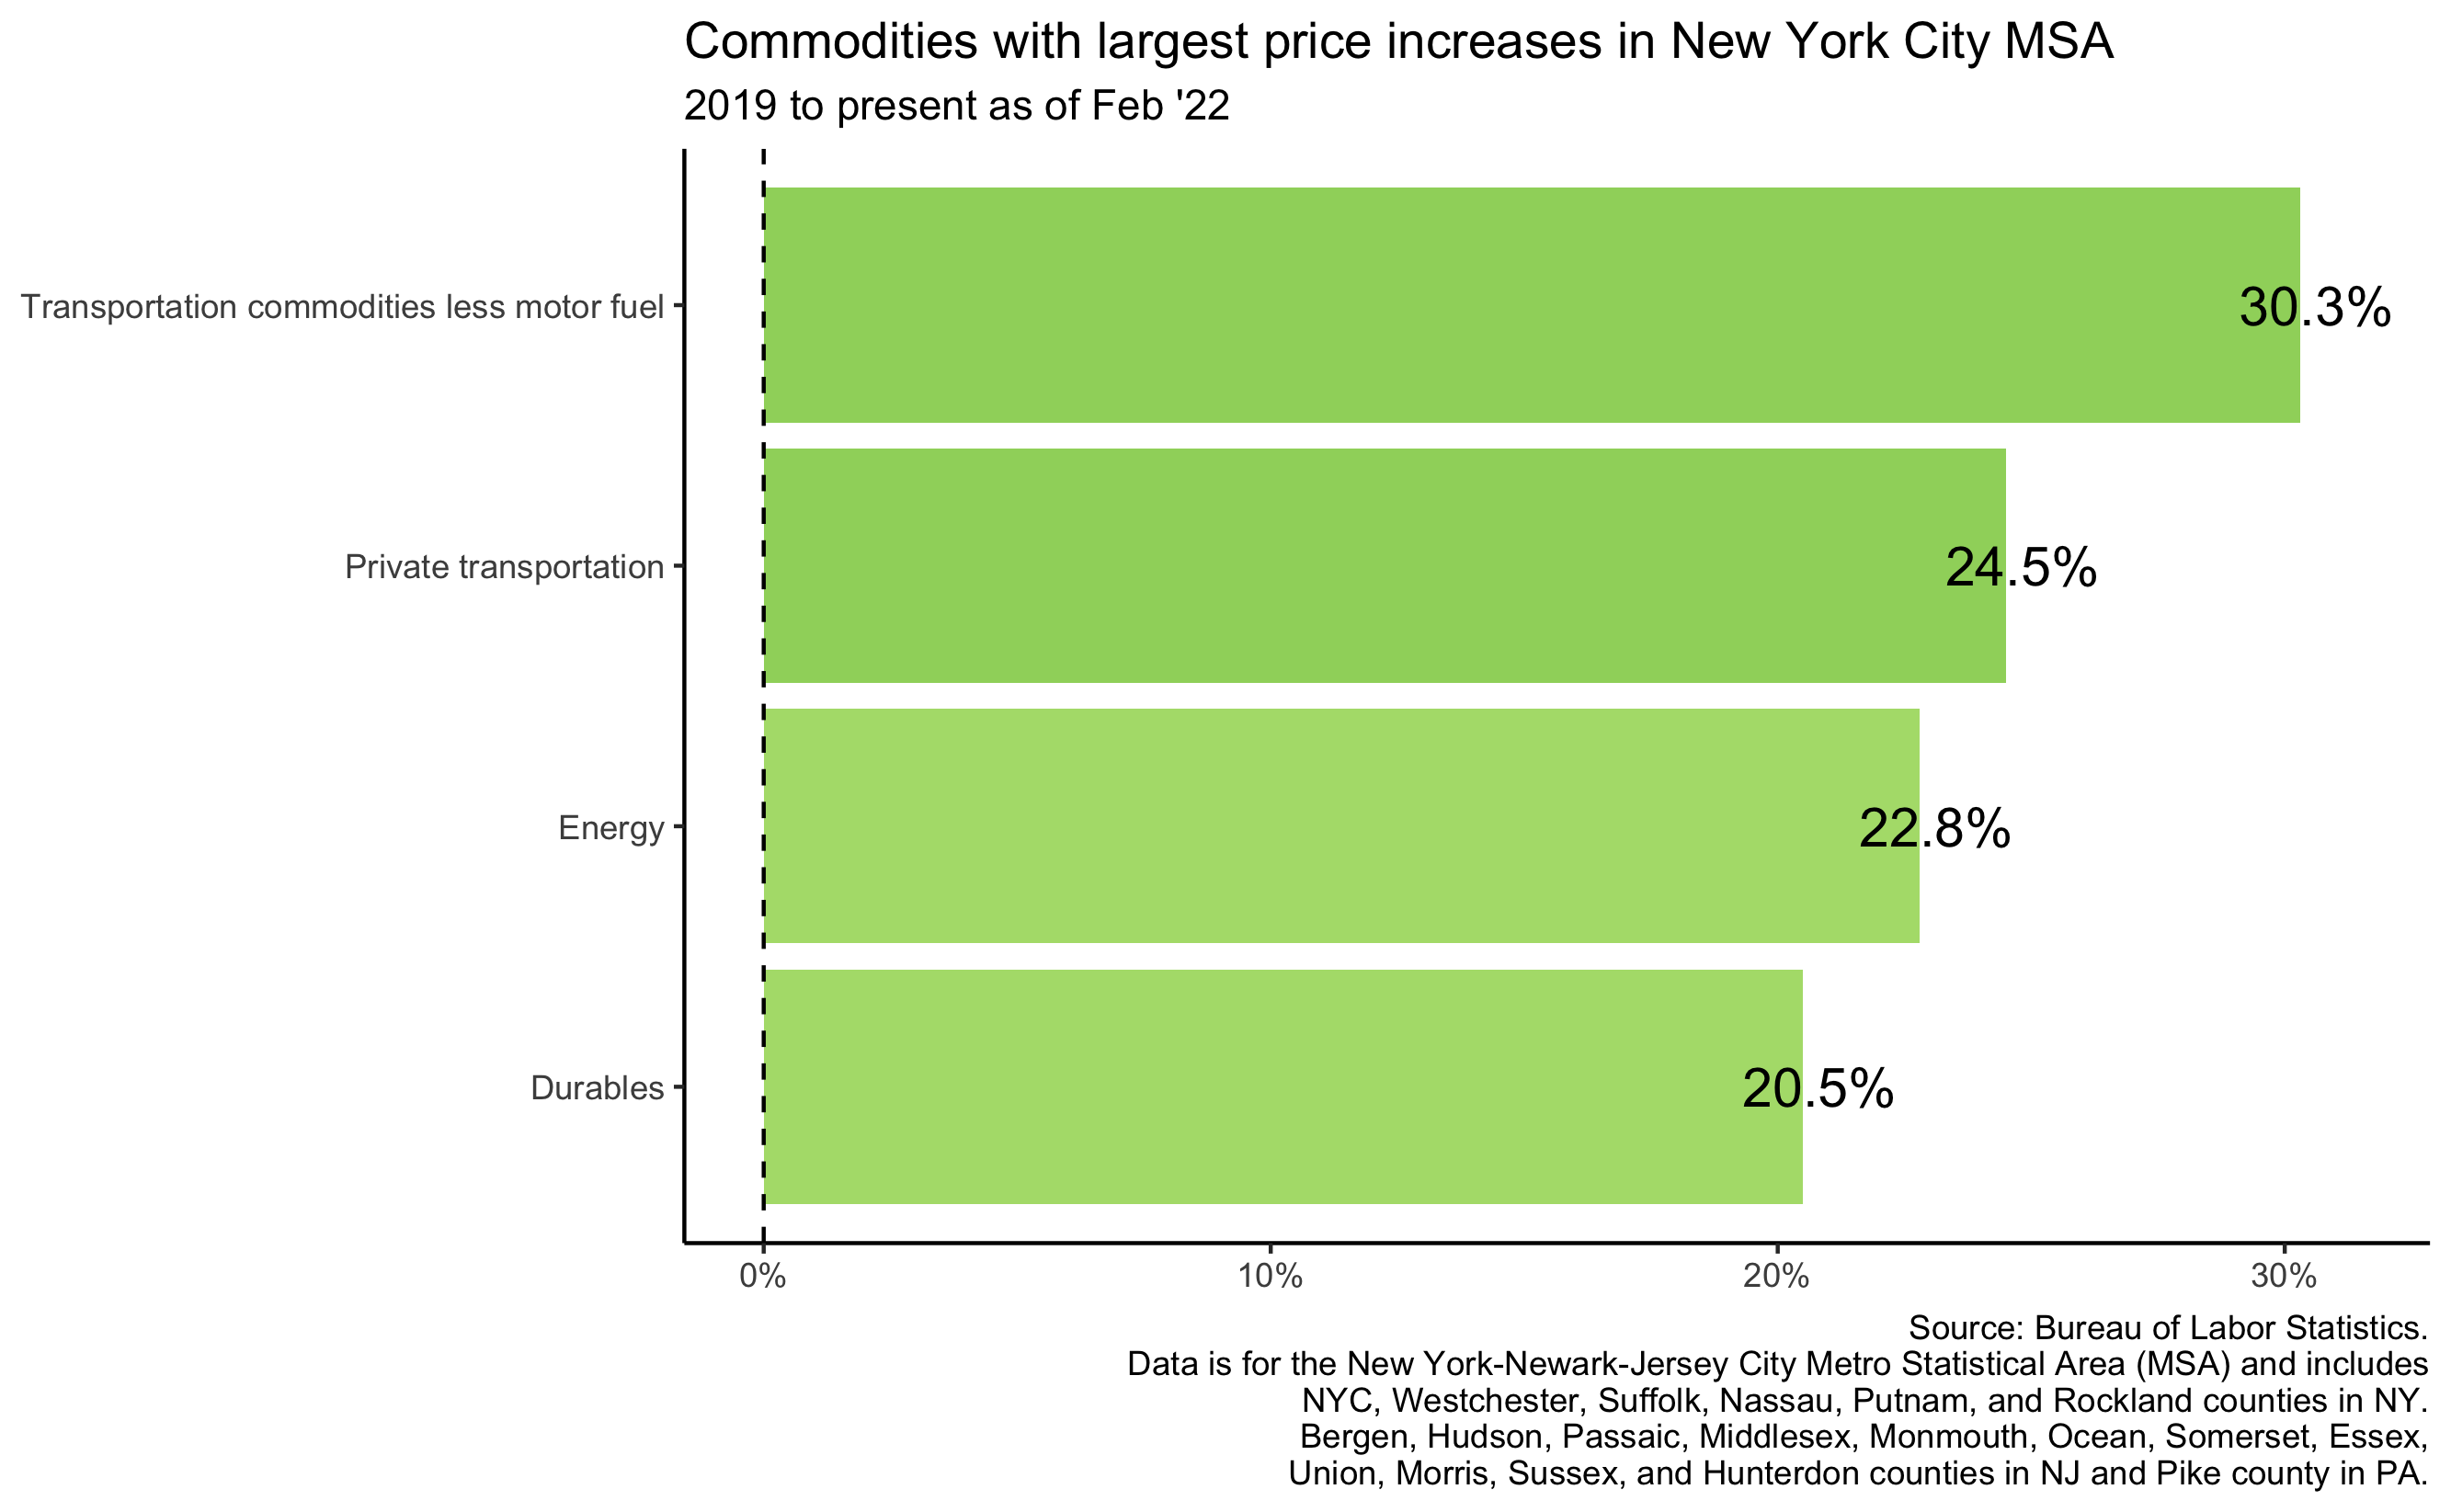 Commodities with largest price increases in New York City MSA
2019 to present as of Feb '22
Transportation commodities less motor fuel
30.3%
Private transportation
24.5%
Energy
22.8%
Durables
20.5%
0%
10%
20%
30%
Source: Bureau of Labor Statistics.
Data is for the New York-Newark-Jersey City Metro Statistical Area (MSA) and includes
NYC, Westchester, Suffolk, Nassau, Putnam, and Rockland counties in NY.
Bergen, Hudson, Passaic, Middlesex, Monmouth, Ocean, Somerset, Essex,
Union, Morris, Sussex, and Hunterdon counties in NJ and Pike county in PA.